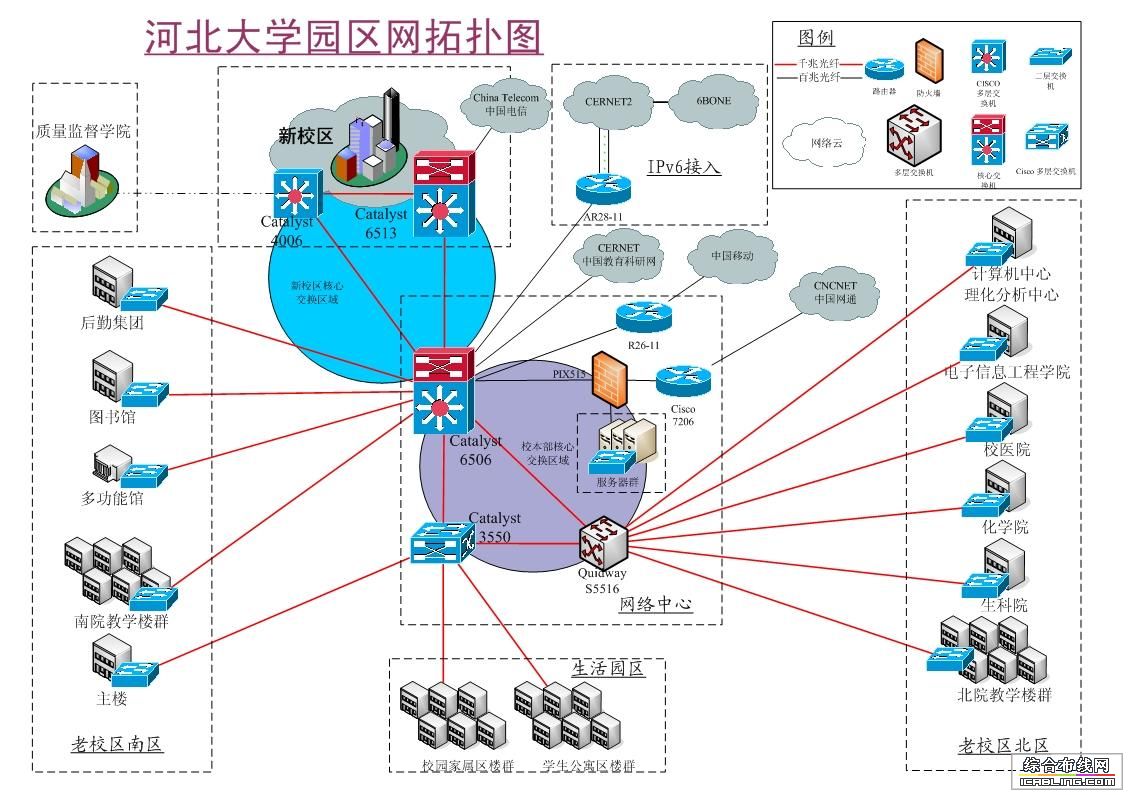 河北大学园区网拓扑图
图例
千兆光纤
百兆光纤
路由器
防火墙
CISCO
多层交
换机
二层交换
机
网络云
多层交换机
核心交
换机
Cisco 多层交换机
质量监督学院
新校区
China Telecom
中国电信
Catalyst
4006
Catalyst
6513
新校区核心
交换区域
CERNET2
6BONE
IPv6接入
AR28-11
CERNET
中国教育科研网
中国移动
CNCNET
中国网通
R26-11
PIX515
Cisco
7206
Catalyst
6506
校本部核心
交换区域
服务器群
Catalyst
3550
Quidway
S5516
网络中心
后勤集团
图书馆
多功能馆
南院教学楼群
主楼
老校区南区
生活园区
校园家属区楼群
学生公寓区楼群
计算机中心
理化分析中心
电子信息工程学院
校医院
化学院
生科院
北院教学楼群
老校区北区
综合布线网
ICABLING.COM